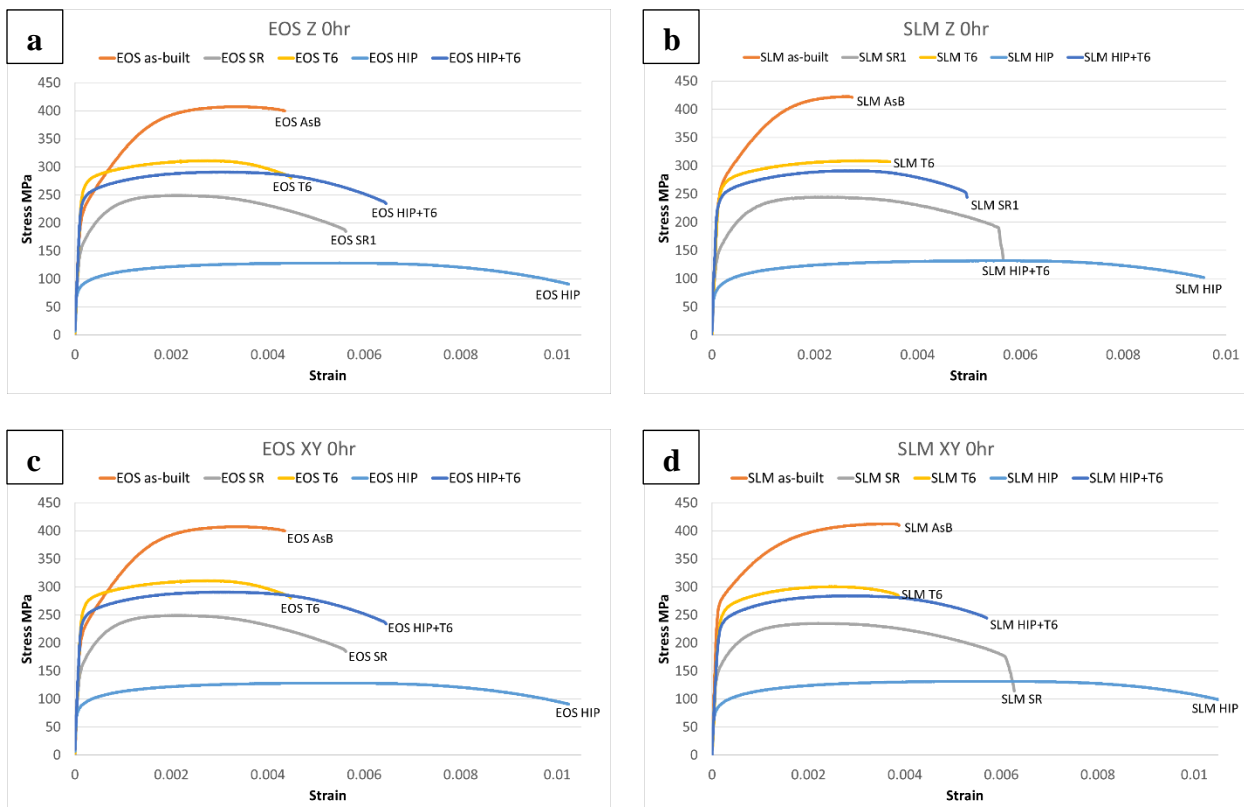 a
EOS Z 0hr
EOS as-built EOS SR EOS T6 EOS HIP EOS HIP+T6
450
400
350
300
250
200
150
100
50
0
Stress MPa
EOS AsB
EOS T6
EOS HIP+T6
EOS SR1
EOS HIP
0 0.002 0.004 0.006 0.008 0.01
Strain
b
SLM Z 0hr
SLM as-built SLM SR1 SLM T6 SLM HIP SLM HIP+T6
450
400
350
300
250
200
150
100
50
0
Stress MPa
SLM AsB
SLM T6
SLM SR1
SLM HIP+T6
SLM HIP
0 0.002 0.004 0.006 0.008 0.01
Strain
c
EOS XY 0hr
EOS as-built EOS SR EOS T6 EOS HIP EOS HIP+T6
450
400
350
300
250
200
150
100
50
0
Stress MPa
EOS AsB
EOS T6
EOS HIP+T6
EOS SR
EOS HIP
0 0.002 0.004 0.006 0.008 0.01
Strain
d
SLM XY 0hr
SLM as-built SLM SR SLM T6 SLM HIP SLM HIP+T6
450
400
350
300
250
200
150
100
50
0
Stress MPa
SLM AsB
SLM T6
SLM HIP+T6
SLM SR
SLM HIP
0 0.002 0.004 0.006 0.008 0.01
Strain